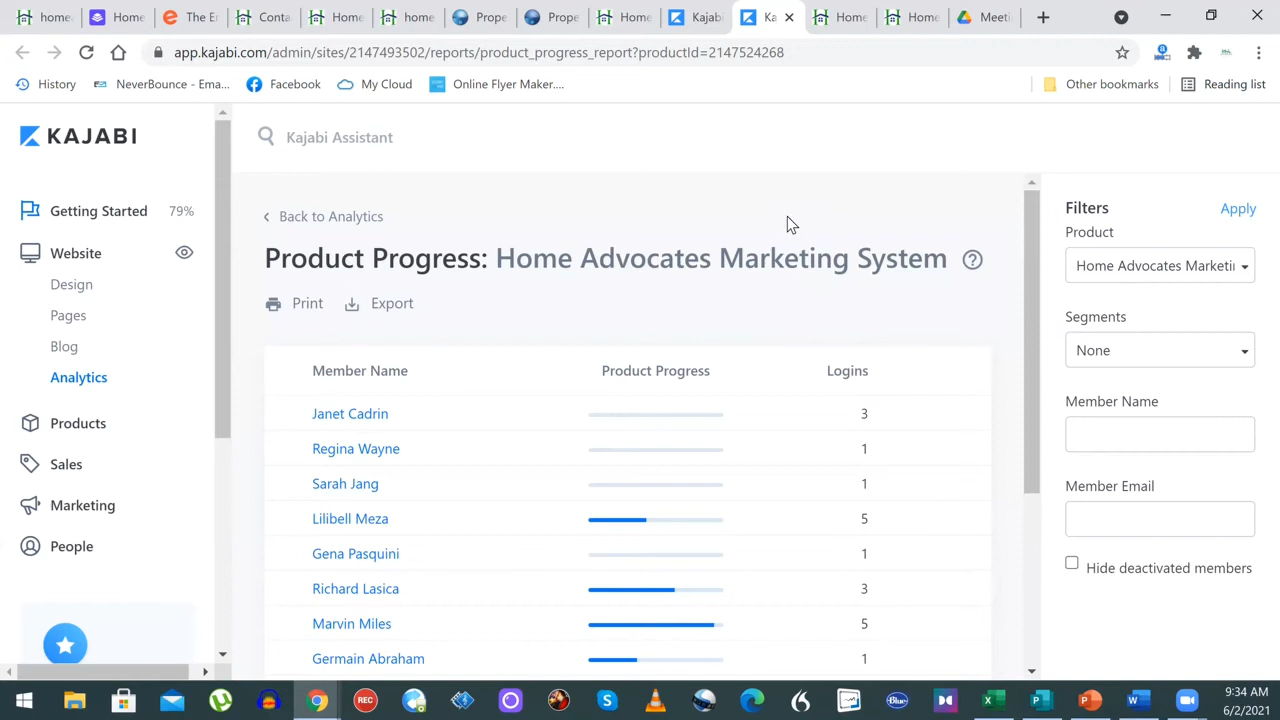 home
Home
The Er
Conta
Home
home
Prope
Prope
Home
Kajabi
Ka
Home
Home
Meeti
app.kajabi.com/admin/sites/2147493502/reports/product_progress_report?productId=2147524268
History
NeverBounce - Ema...
Facebook
My Cloud
Online Flyer Maker....
Other bookmarks
Reading list
KAJABI
Kajabi Assistant
Getting Started 79%
Website
Design
Pages
Blog
Analytics
Products
Sales
Marketing
People
Back to Analytics
Product Progress: Home Advocates Marketing System
Print
Export
Member Name Product Progress Logins
Janet Cadrin 3
Regina Wayne 1
Sarah Jang 1
Lilibell Meza 5
Gena Pasquini 1
Richard Lasica 3
Marvin Miles 5
Germain Abraham 1
Filters Apply
Product
Home Advocates Marketi
Segments
None
Member Name
Member Email
Hide deactivated members
REC
Blue
9:34 AM
6/2/2021